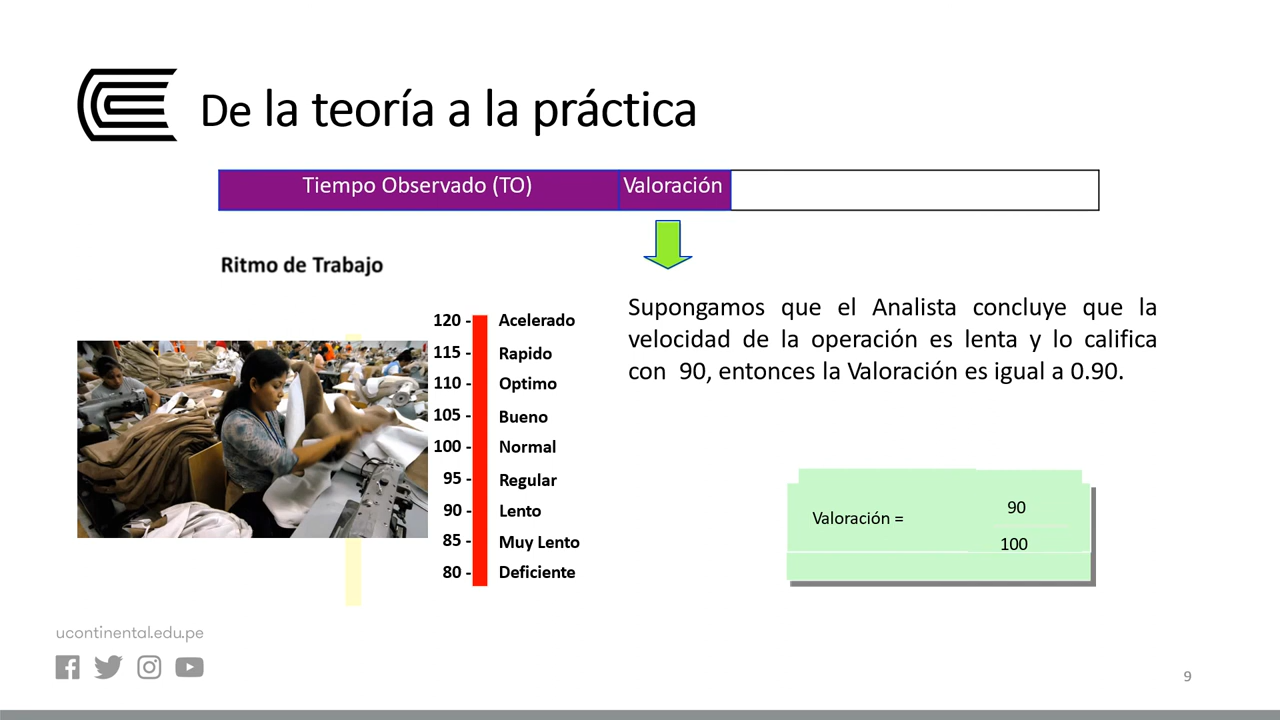 De la teoría a la práctica
Tiempo Observado (TO) Valoración
Ritmo de Trabajo
Supongamos que el Analista concluye que la
velocidad de la operación es lenta y lo califica
con 90, entonces la Valoración es igual a 0.90.
120 - Acelerado
115 - Rapido
110 - Optimo
105 - Bueno
100 - Normal
95 - Regular
90 - Lento
85 - Muy Lento
80 - Deficiente
Valoración =
90
100
ucontinental.edu.pe
9